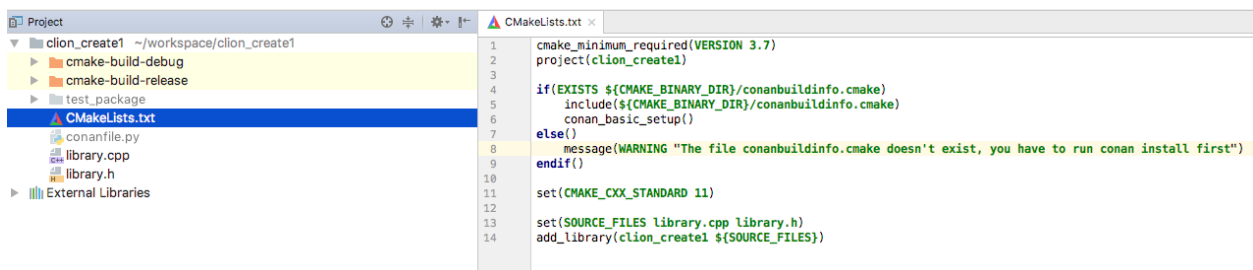 Project
clion_create1 ~/workspace/clion_create1
cmake-build-debug
cmake-build-release
test_package
CMakeLists.txt
conanfile.py
library.cpp
library.h
External Libraries
CMakeLists.txt
1 cmake_minimum_required(VERSION 3.7)
2 project(clion_create1)
3
4 if(EXISTS ${CMAKE_BINARY_DIR}/conanbuildinfo.cmake)
5     include(${CMAKE_BINARY_DIR}/conanbuildinfo.cmake)
6     conan_basic_setup()
7 else()
8     message(WARNING "The file conanbuildinfo.cmake doesn't exist, you have to run conan install first")
9 endif()
10
11 set(CMAKE_CXX_STANDARD 11)
12
13 set(SOURCE_FILES library.cpp library.h)
14 add_library(clion_create1 ${SOURCE_FILES})